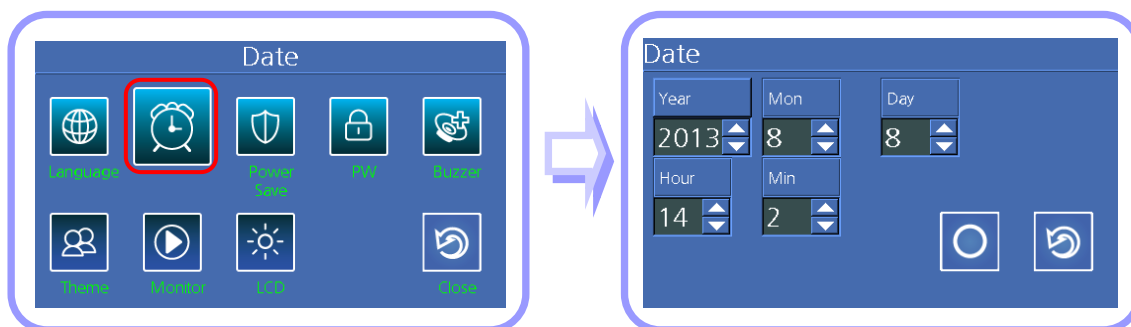 Date
Language
Power
Save
PW
Buzzer
Theme
Monitor
LCD
Close
Date
Year
Mon
Day
2013
8
8
Hour
Min
14
2